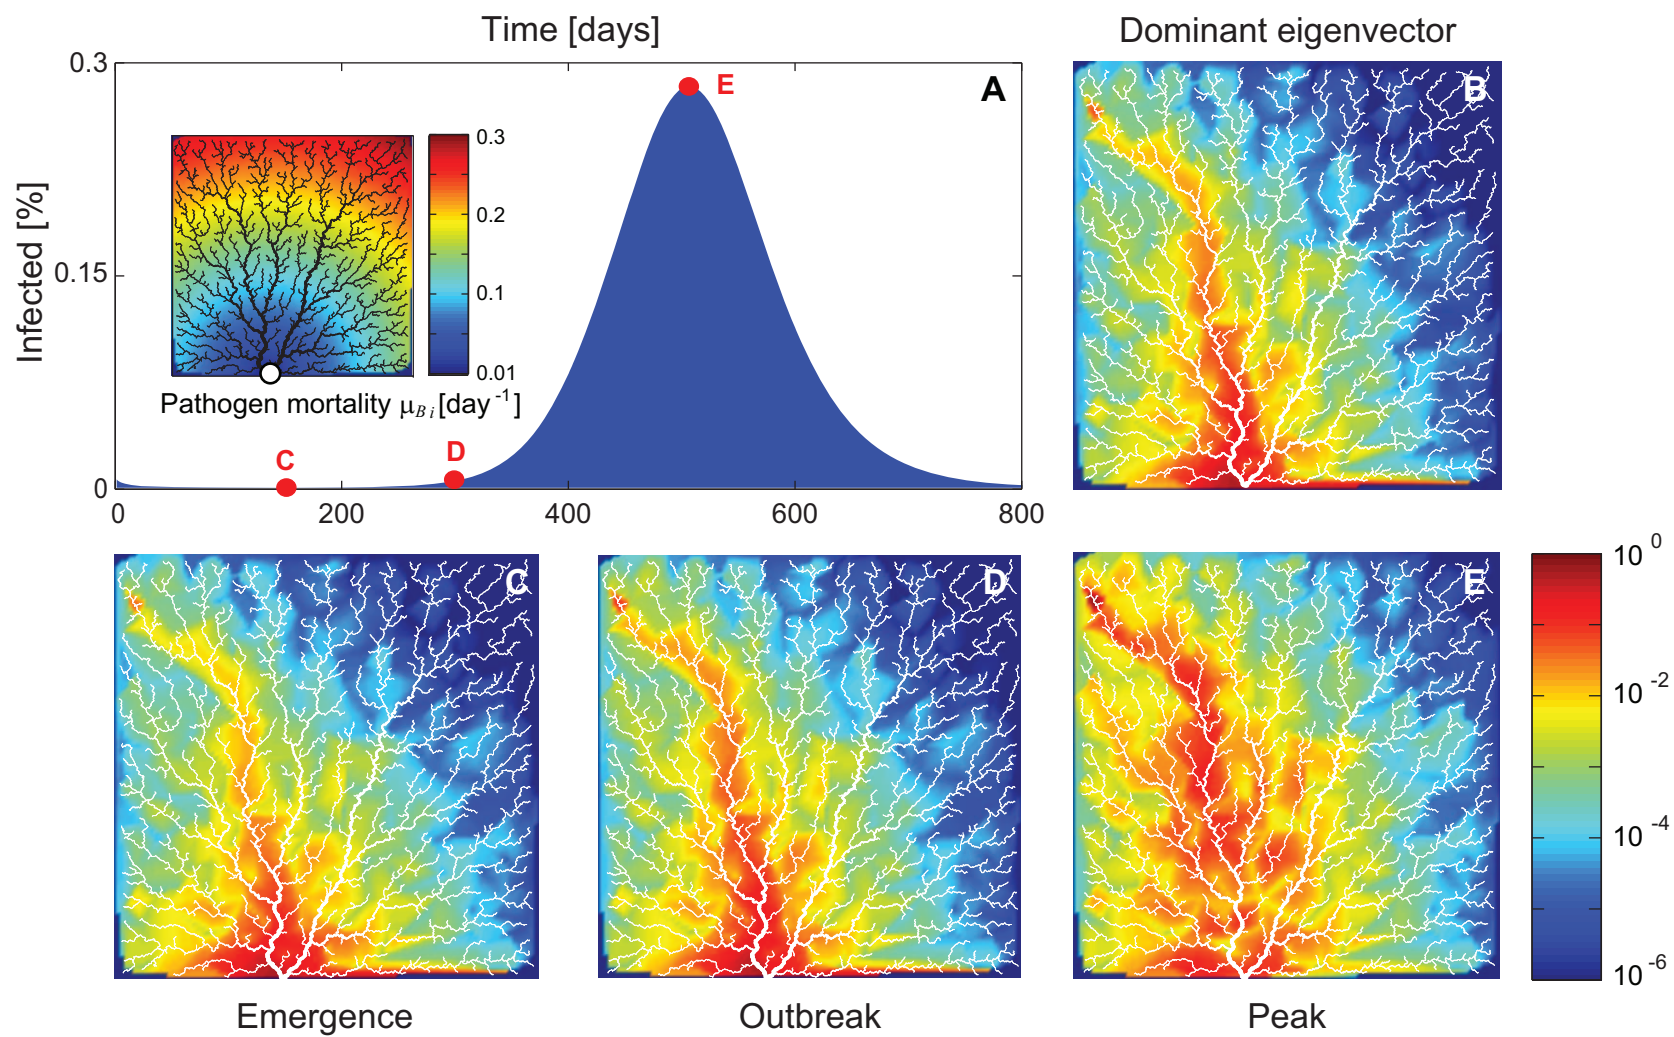 Time [days]
Dominant eigenvector
0.3
E
A
B
0.3
0.2
0.1
0.01
Infected [%]
0.15
Pathogen mortality μB i [day -1]
C
D
0
0
200
400
600
800
C
D
E
10 0
10 -2
10 -4
10 -6
Emergence
Outbreak
Peak